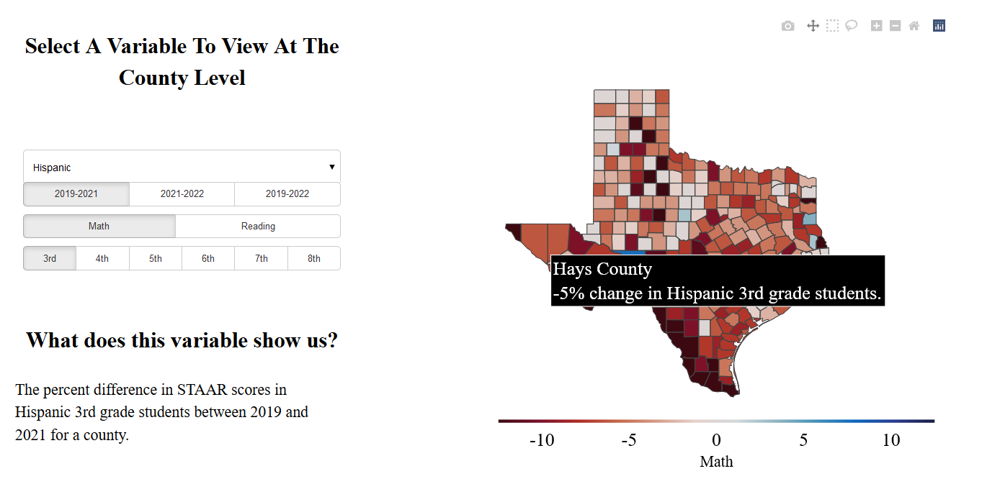 Select A Variable To View At The
County Level
Hispanic
2019-2021
2021-2022
2019-2022
Math
Reading
3rd
4th
5th
6th
7th
8th
What does this variable show us?
The percent difference in STAAR scores in
Hispanic 3rd grade students between 2019 and
2021 for a county.
Hays County
-5% change in Hispanic 3rd grade students.
-10
-5
0
5
10
Math